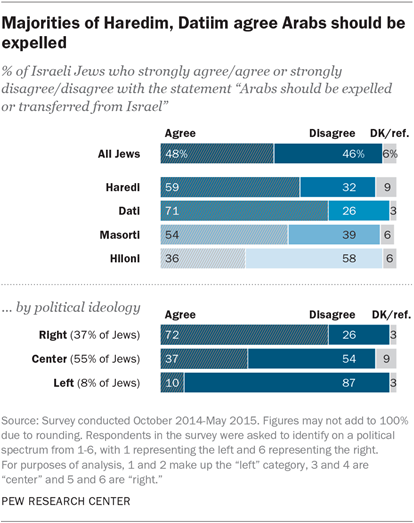 Majorities of Haredim, Datiim agree Arabs should be
expelled
% of Israeli Jews who strongly agree/agree or strongly
disagree/disagree with the statement “Arabs should be expelled
or transferred from Israel”
Agree Disagree DK/ref.
All Jews 48% 46% 6%
Haredi 59 32 9
Dati 71 26 3
Masorti 54 39 6
Hiloni 36 58 6
... by political ideology
Agree Disagree DK/ref.
Right (37% of Jews) 72 26 3
Center (55% of Jews) 37 54 9
Left (8% of Jews) 10 87 3
Source: Survey conducted October 2014-May 2015. Figures may not add to 100%
due to rounding. Respondents in the survey were asked to identify on a political
spectrum from 1-6, with 1 representing the left and 6 representing the right.
For purposes of analysis, 1 and 2 make up the “left” category, 3 and 4 are
“center” and 5 and 6 are “right.”
PEW RESEARCH CENTER